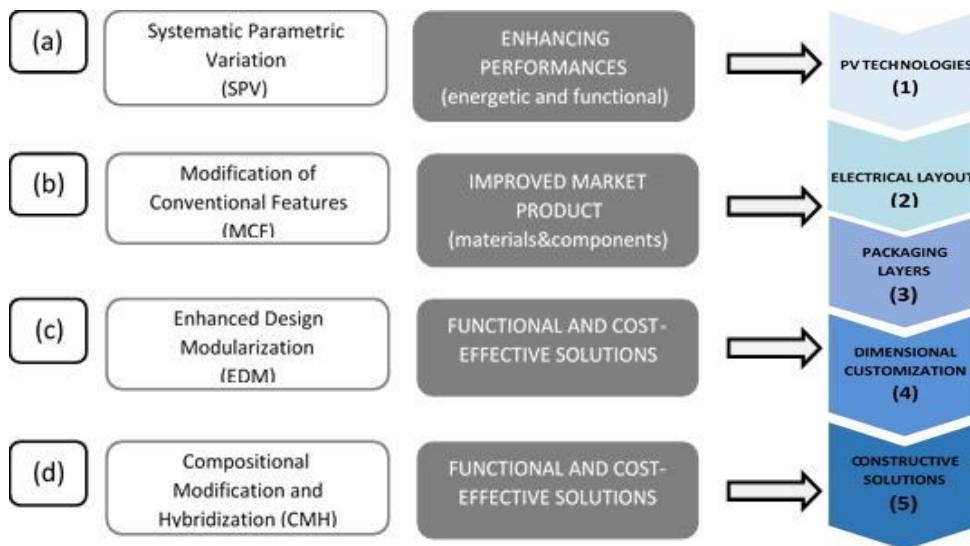 (a)
Systematic Parametric
Variation
(SPV)
ENHANCING
PERFORMANCES
(energetic and functional)
PV TECHNOLOGIES
(1)
(b)
Modification of
Conventional Features
(MCF)
IMPROVED MARKET
PRODUCT
(materials&components)
ELECTRICAL LAYOUT
(2)
PACKAGING
LAYERS
(3)
(c)
Enhanced Design
Modularization
(EDM)
FUNCTIONAL AND COST-
EFFECTIVE SOLUTIONS
DIMENSIONAL
CUSTOMIZATION
(4)
(d)
Compositional
Modification and
Hybridization (CMH)
FUNCTIONAL AND COST-
EFFECTIVE SOLUTIONS
CONSTRUCTIVE
SOLUTIONS
(5)